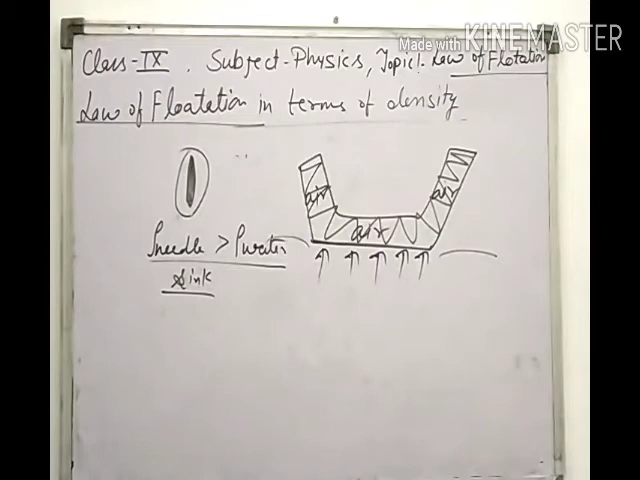 Made with KINEMASTER
Class-IX. Subject-Physics, Topic:- Law of Flotation
Law of Floatation in terms of density
air
air
air
ρneedle > ρwater
Sink